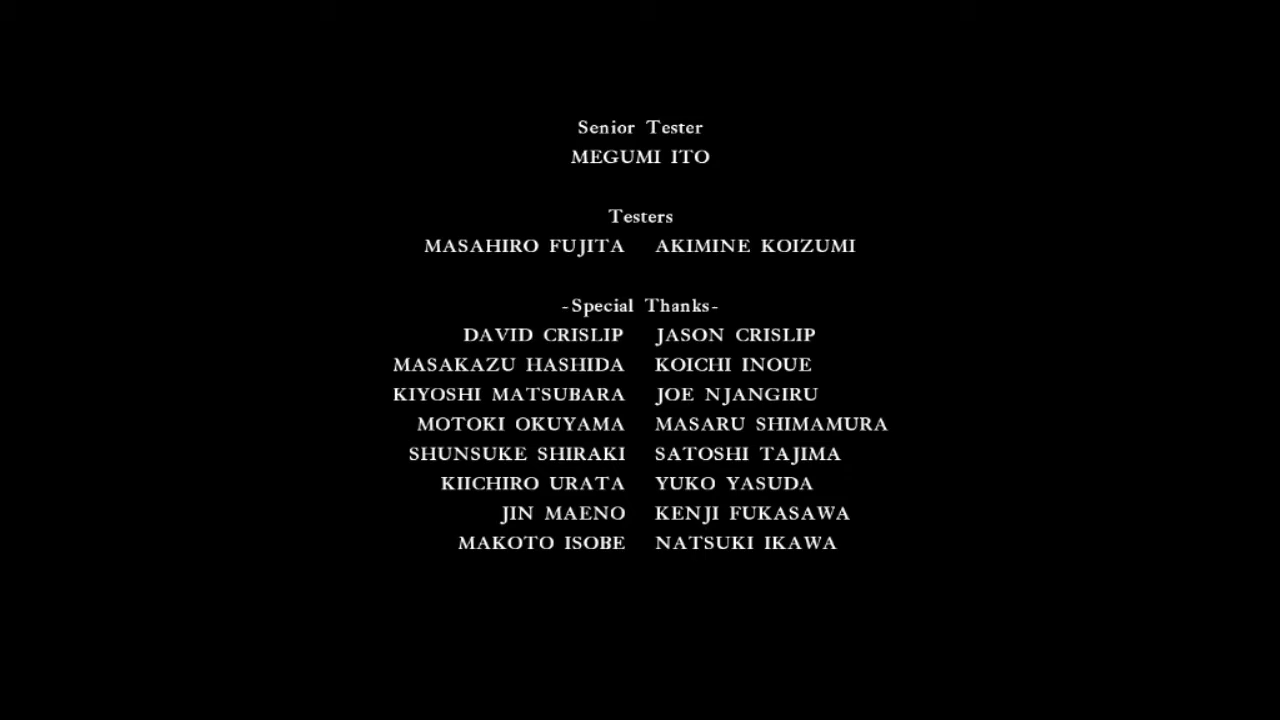 Senior Tester
MEGUMI ITO
Testers
MASAHIRO FUJITA AKIMINE KOIZUMI
-Special Thanks-
DAVID CRISLIP JASON CRISLIP
MASAKAZU HASHIDA KOICHI INOUE
KIYOSHI MATSUBARA JOE NJANGIRU
MOTOKI OKUYAMA MASARU SHIMAMURA
SHUNSUKE SHIRAKI SATOSHI TAJIMA
KIICHIRO URATA YUKO YASUDA
JIN MAENO KENJI FUKASAWA
MAKOTO ISOBE NATSUKI IKAWA